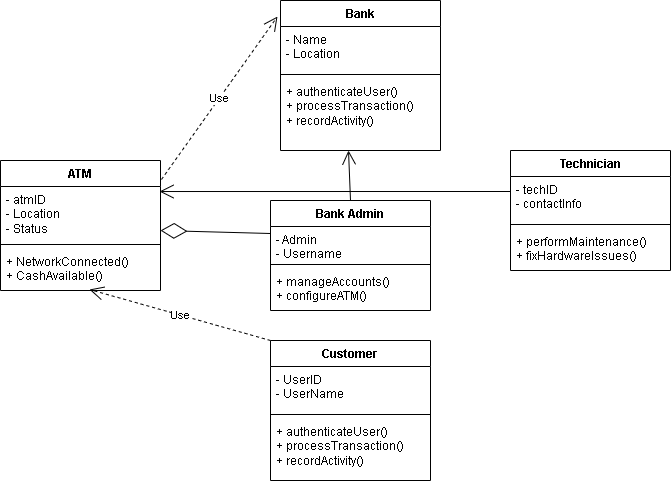 Bank
- Name
- Location
+ authenticateUser()
+ processTransaction()
+ recordActivity()
Use
ATM
- atmID
- Location
- Status
+ NetworkConnected()
+ CashAvailable()
Technician
- techID
- contactInfo
+ performMaintenance()
+ fixHardwareIssues()
Bank Admin
- Admin
- Username
+ manageAccounts()
+ configureATM()
Use
Customer
- UserID
- UserName
+ authenticateUser()
+ processTransaction()
+ recordActivity()